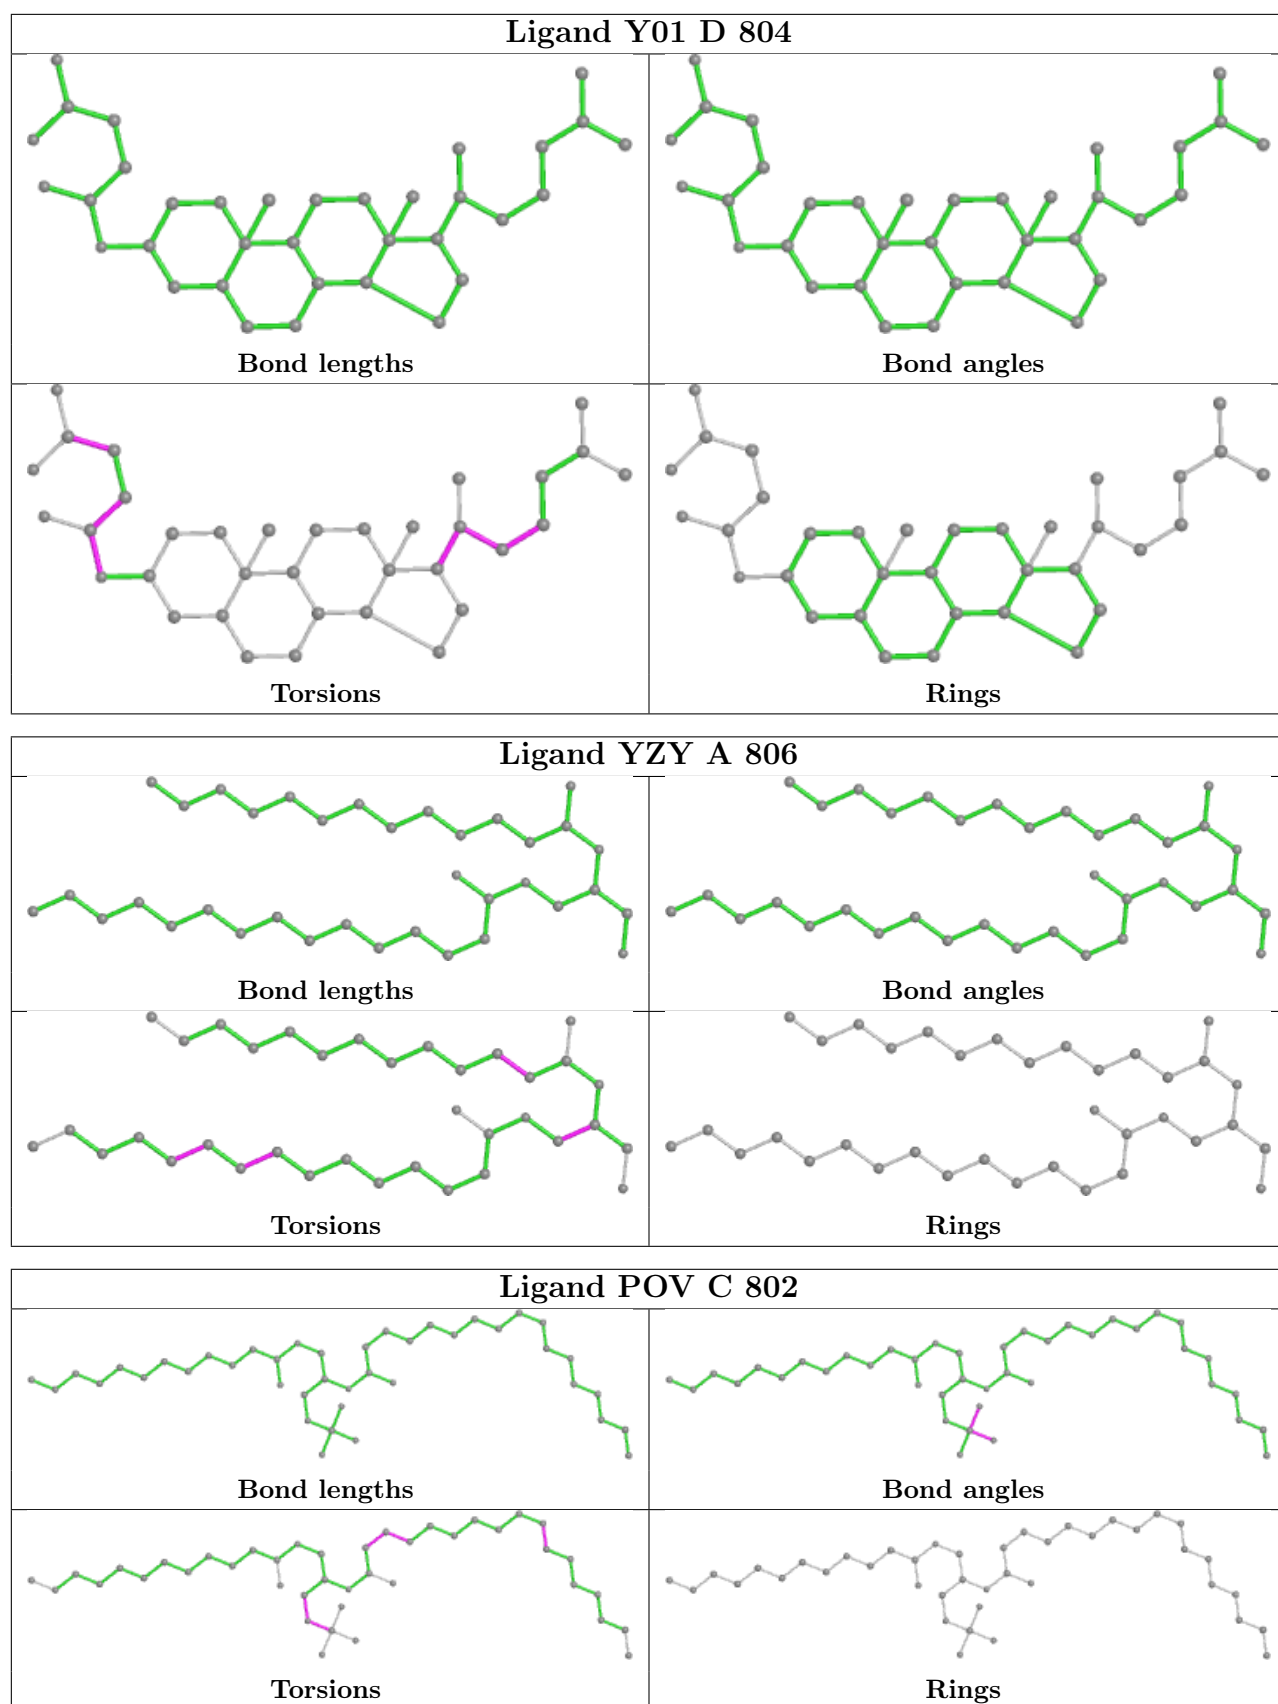 Ligand Y01 D 804
Bond lengths
Bond angles
Torsions
Rings
Ligand YZY A 806
Bond lengths
Bond angles
Torsions
Rings
Ligand POV C 802
Bond lengths
Bond angles
Torsions
Rings